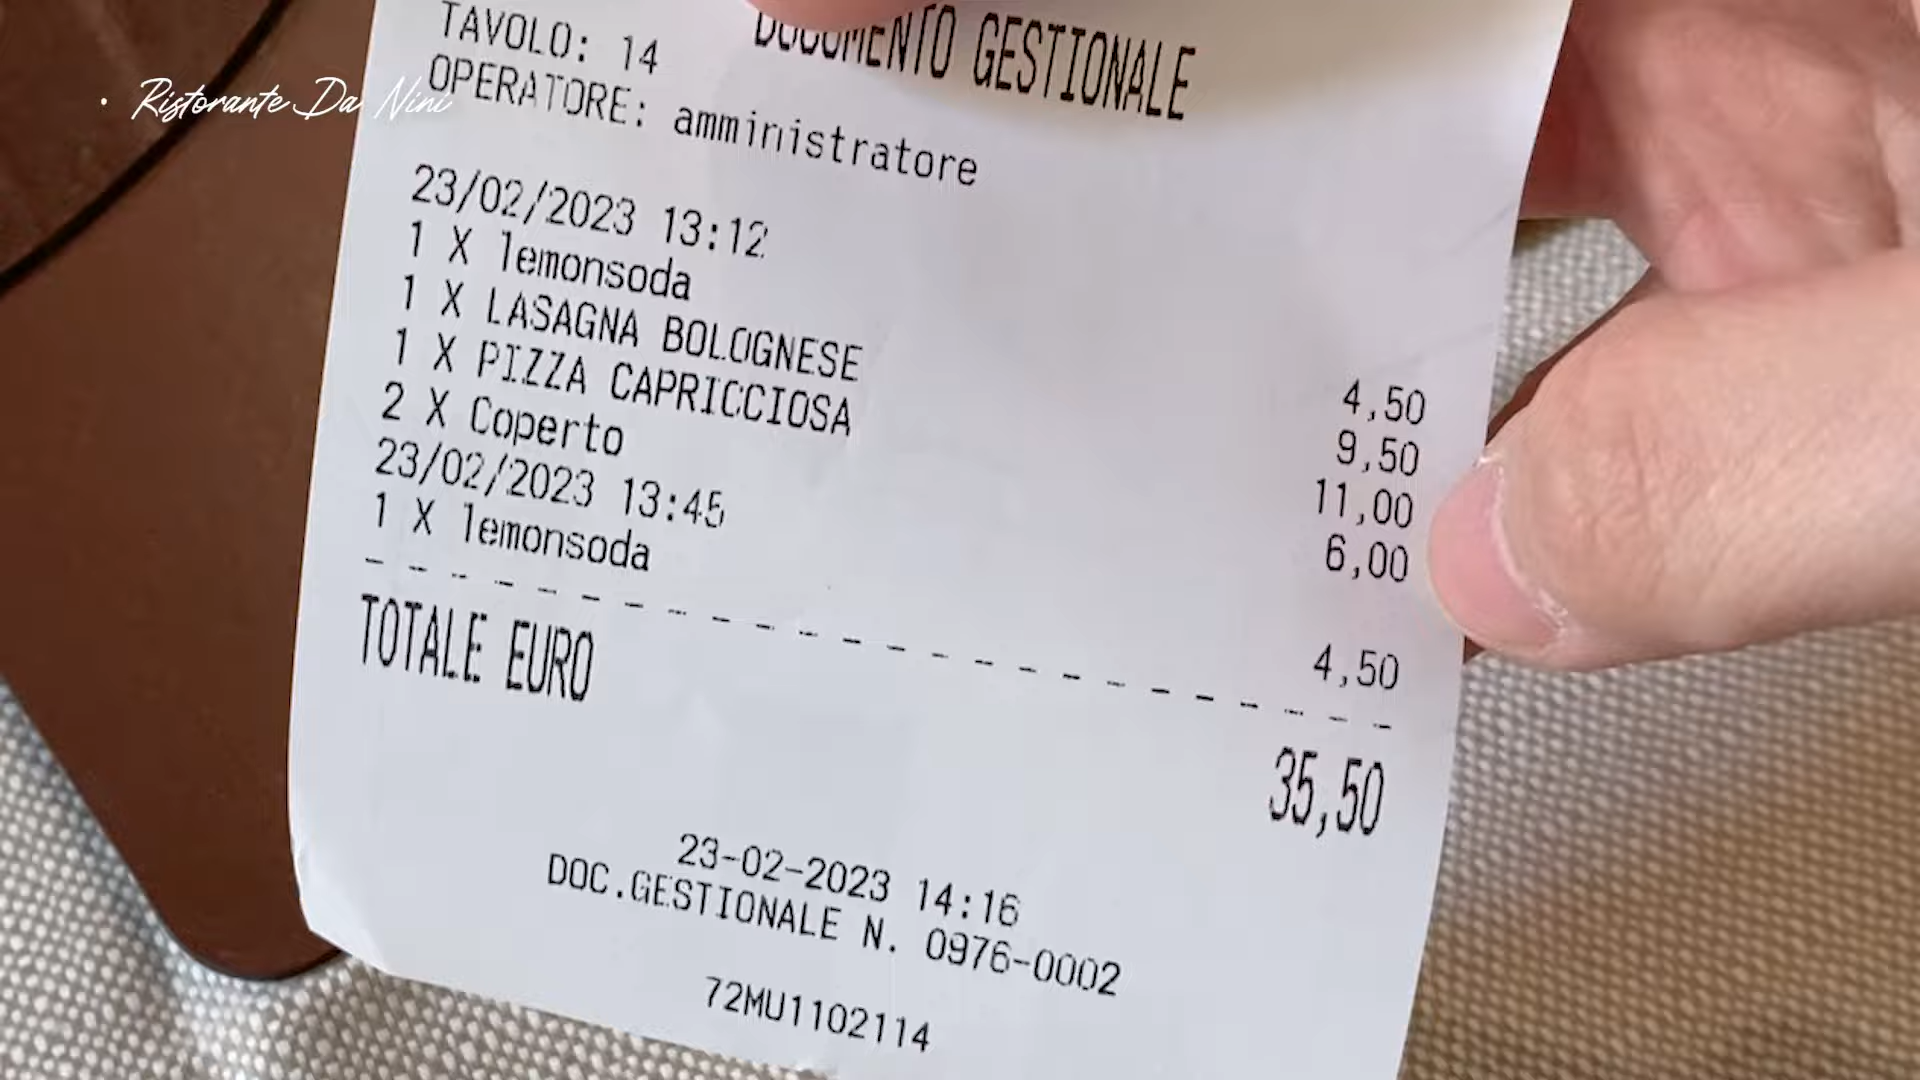 Ristorante Da Nini
DOCUMENTO GESTIONALE
TAVOLO: 14
OPERATORE: amministratore
23/02/2023 13:12
1 X lemonsoda 4,50
1 X LASAGNA BOLOGNESE 9,50
1 X PIZZA CAPRICCIOSA 11,00
2 X Coperto 6,00
23/02/2023 13:45
1 X lemonsoda 4,50
TOTALE EURO 35,50
23-02-2023 14:16
DOC.GESTIONALE N. 0976-0002
72MU1102114